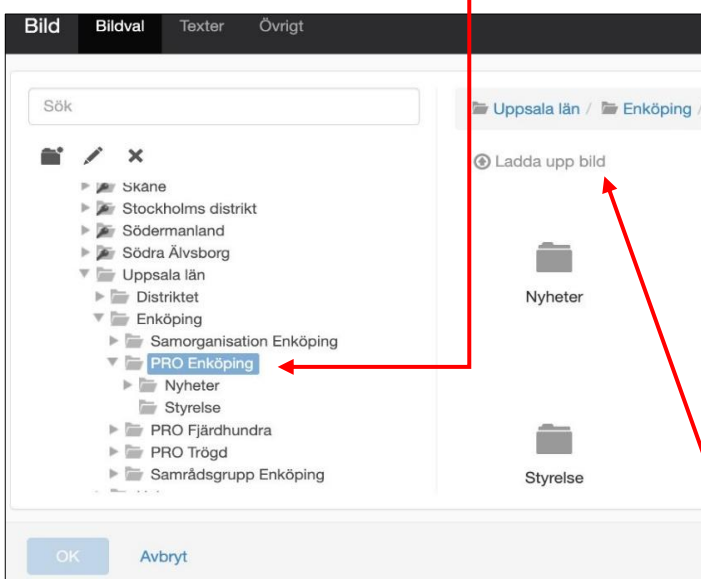 Bild Bildval Texter Övrigt
Sök
Uppsala län / Enköping /
Ladda upp bild
Skåne
Stockholms distrikt
Södermanland
Södra Älvsborg
Uppsala län
Distriktet
Enköping
Samorganisation Enköping
PRO Enköping
Nyheter
Styrelse
PRO Fjärdhundra
PRO Trögd
Samrådsgrupp Enköping
Nyheter
Styrelse
OK Avbryt